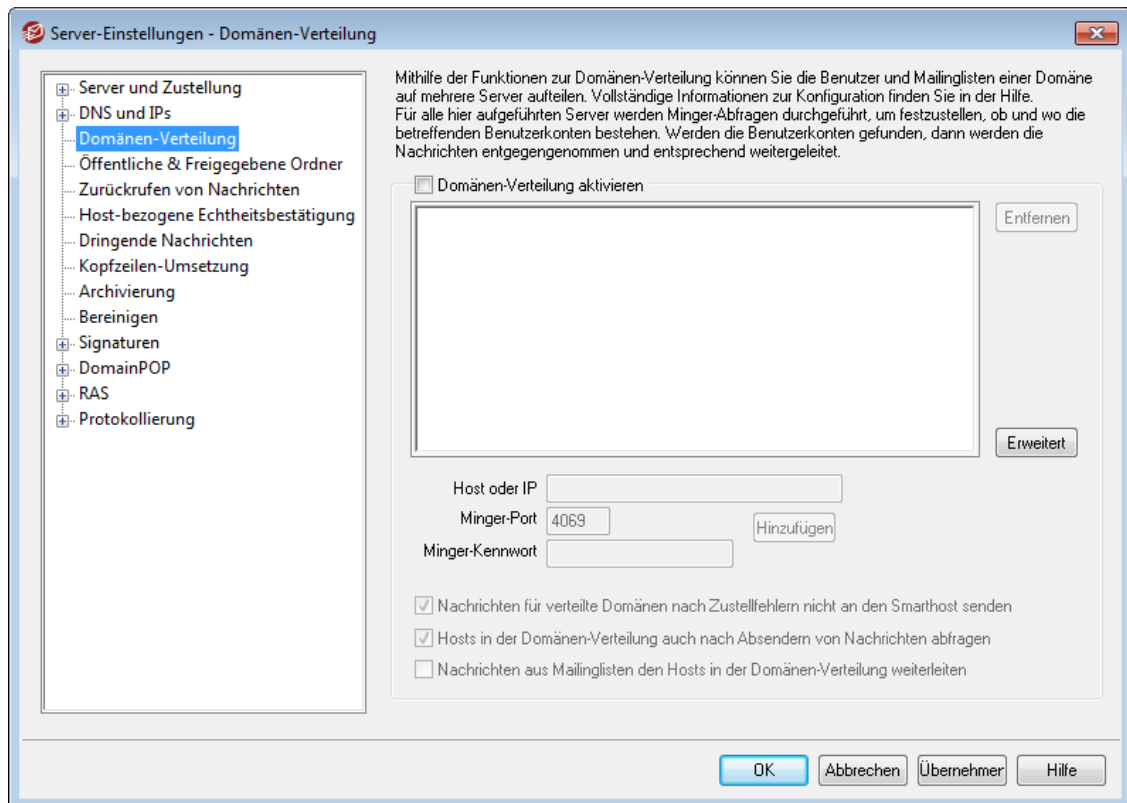 Server-Einstellungen - Domänen-Verteilung
Server und Zustellung
DNS und IPs
Domänen-Verteilung
Öffentliche & Freigegebene Ordner
Zurückrufen von Nachrichten
Host-bezogene Echtheitsbestätigung
Dringende Nachrichten
Kopfzeilen-Umsetzung
Archivierung
Bereinigen
Signaturen
DomainPOP
RAS
Protokollierung
Mithilfe der Funktionen zur Domänen-Verteilung können Sie die Benutzer und Mailinglisten einer Domäne
auf mehrere Server aufteilen. Vollständige Informationen zur Konfiguration finden Sie in der Hilfe.
Für alle hier aufgeführten Server werden Minger-Abfragen durchgeführt, um festzustellen, ob und wo die
betreffenden Benutzerkonten bestehen. Werden die Benutzerkonten gefunden, dann werden die
Nachrichten entgegengenommen und entsprechend weitergeleitet.
Domänen-Verteilung aktivieren
Entfernen
Erweitert
Host oder IP
Minger-Port 4069
Hinzufügen
Minger-Kennwort
Nachrichten für verteilte Domänen nach Zustellfehlern nicht an den Smarthost senden
Hosts in der Domänen-Verteilung auch nach Absendern von Nachrichten abfragen
Nachrichten aus Mailinglisten den Hosts in der Domänen-Verteilung weiterleiten
OK Abbrechen Übernehmer Hilfe